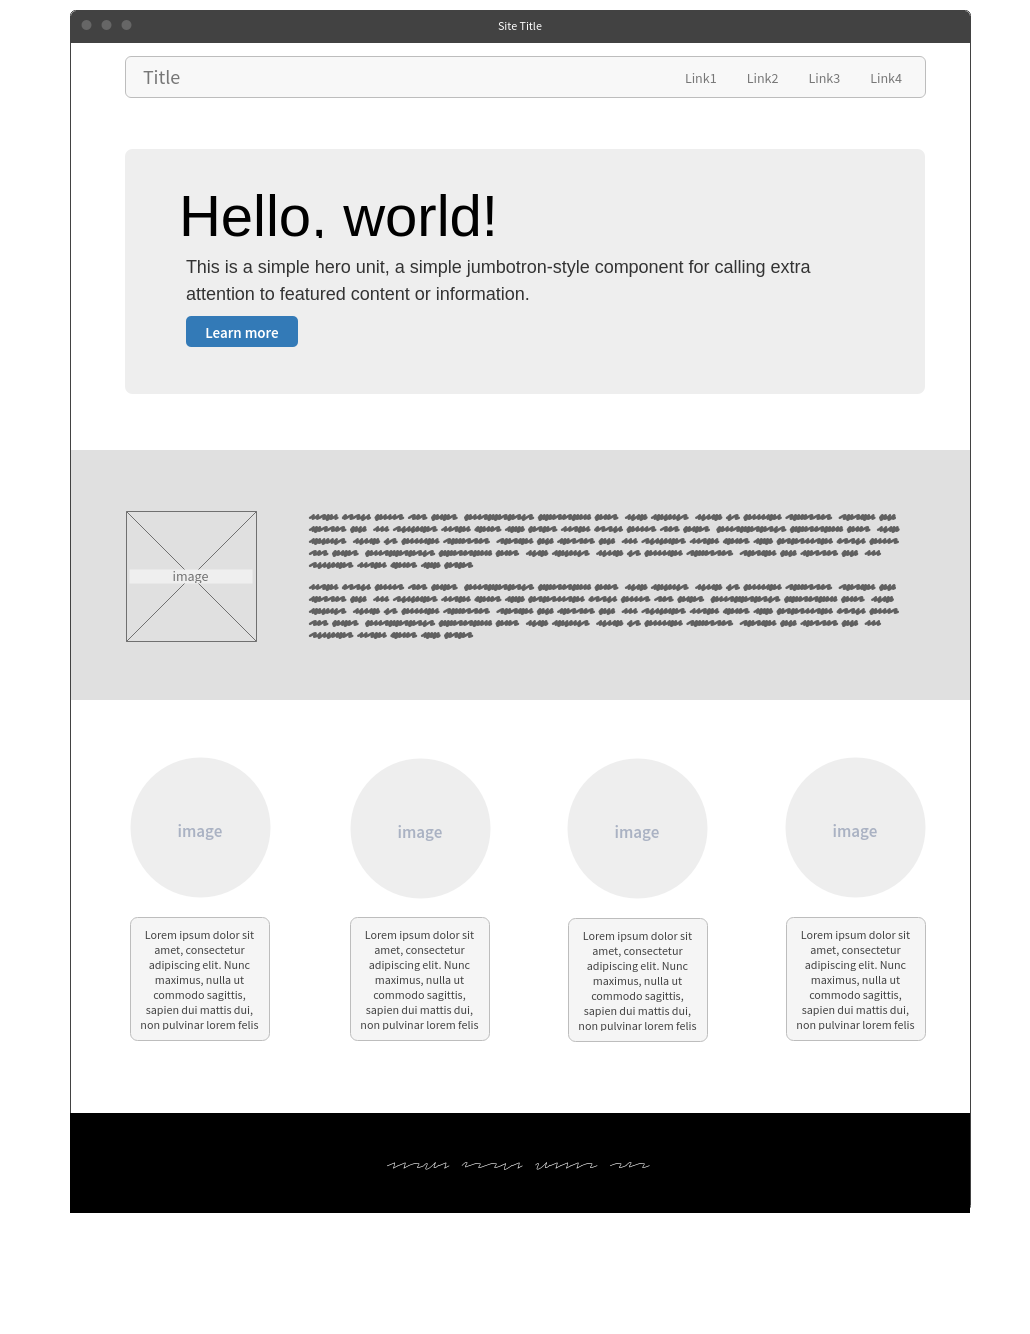 Site Title
Title
Link1
Link2
Link3
Link4
Hello, world!
This is a simple hero unit, a simple jumbotron-style component for calling extra
attention to featured content or information.
Learn more
image
image
image
image
image
Lorem ipsum dolor sit
amet, consectetur
adipiscing elit. Nunc
maximus, nulla ut
commodo sagittis,
sapien dui mattis dui,
non pulvinar lorem felis
Lorem ipsum dolor sit
amet, consectetur
adipiscing elit. Nunc
maximus, nulla ut
commodo sagittis,
sapien dui mattis dui,
non pulvinar lorem felis
Lorem ipsum dolor sit
amet, consectetur
adipiscing elit. Nunc
maximus, nulla ut
commodo sagittis,
sapien dui mattis dui,
non pulvinar lorem felis
Lorem ipsum dolor sit
amet, consectetur
adipiscing elit. Nunc
maximus, nulla ut
commodo sagittis,
sapien dui mattis dui,
non pulvinar lorem felis